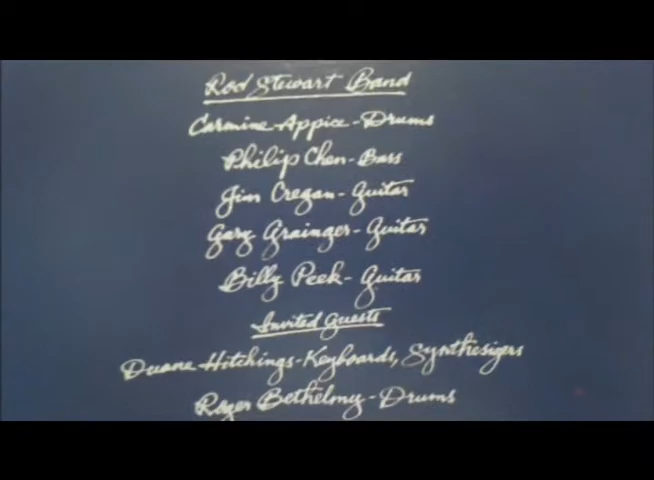 Rod Stewart Band
Carmine Appice - Drums
Philip Chen - Bass
Jim Cregan - Guitar
Gary Grainger - Guitar
Billy Peek - Guitar
Invited Guests
Duane Hitchings - Keyboards, Synthesizers
Roger Bethelmy - Drums